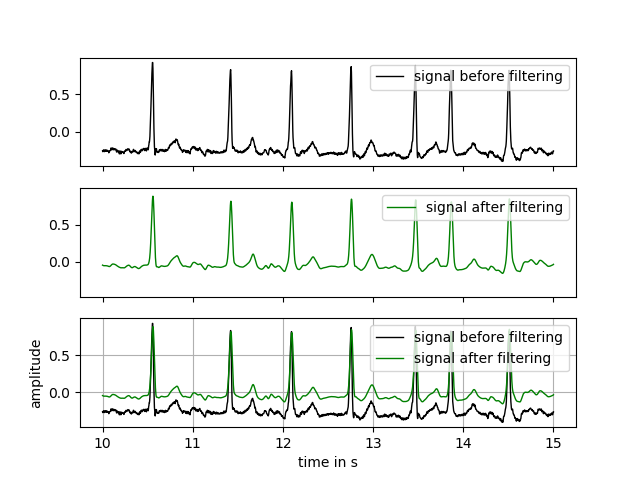 signal before filtering
0.5
0.0
signal after filtering
0.5
0.0
signal before filtering
signal after filtering
amplitude
0.5
0.0
10 11 12 13 14 15
time in s